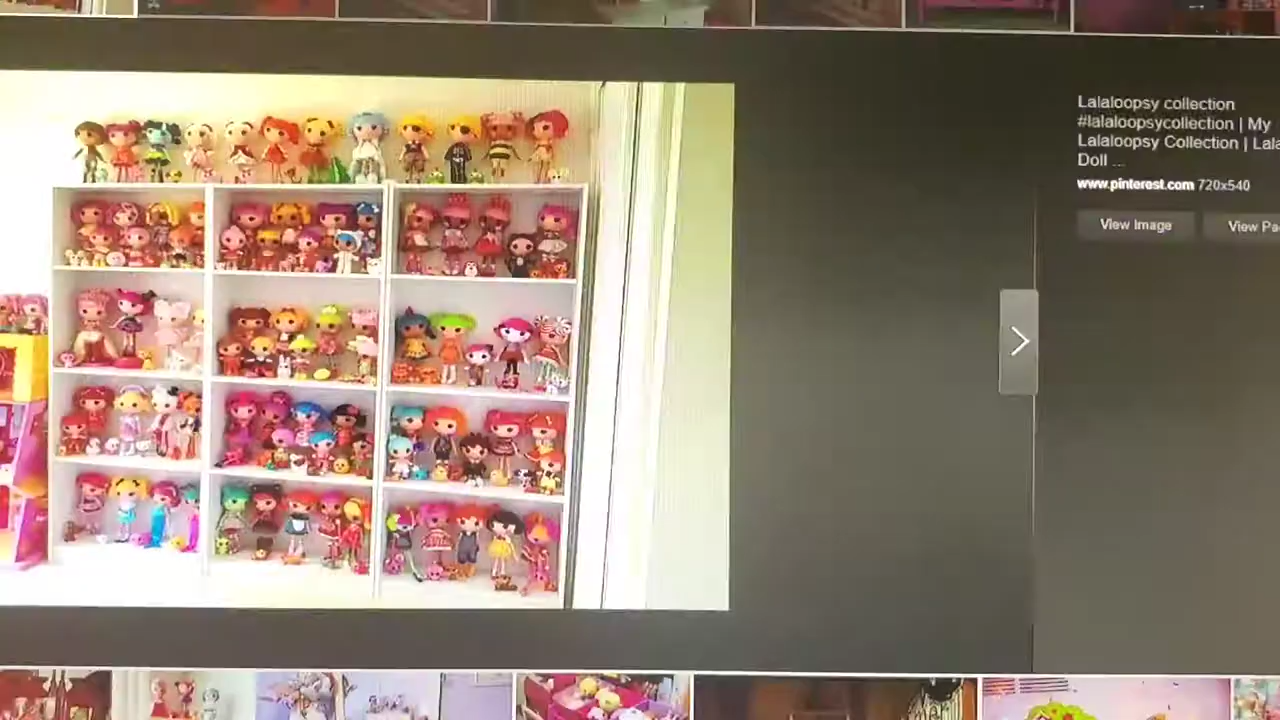 Lalaloopsy collection
#lalaloopsycollection | My
Lalaloopsy Collection | Lala
Doll ...
www.pinterest.com 720x540
View Image
View Pa